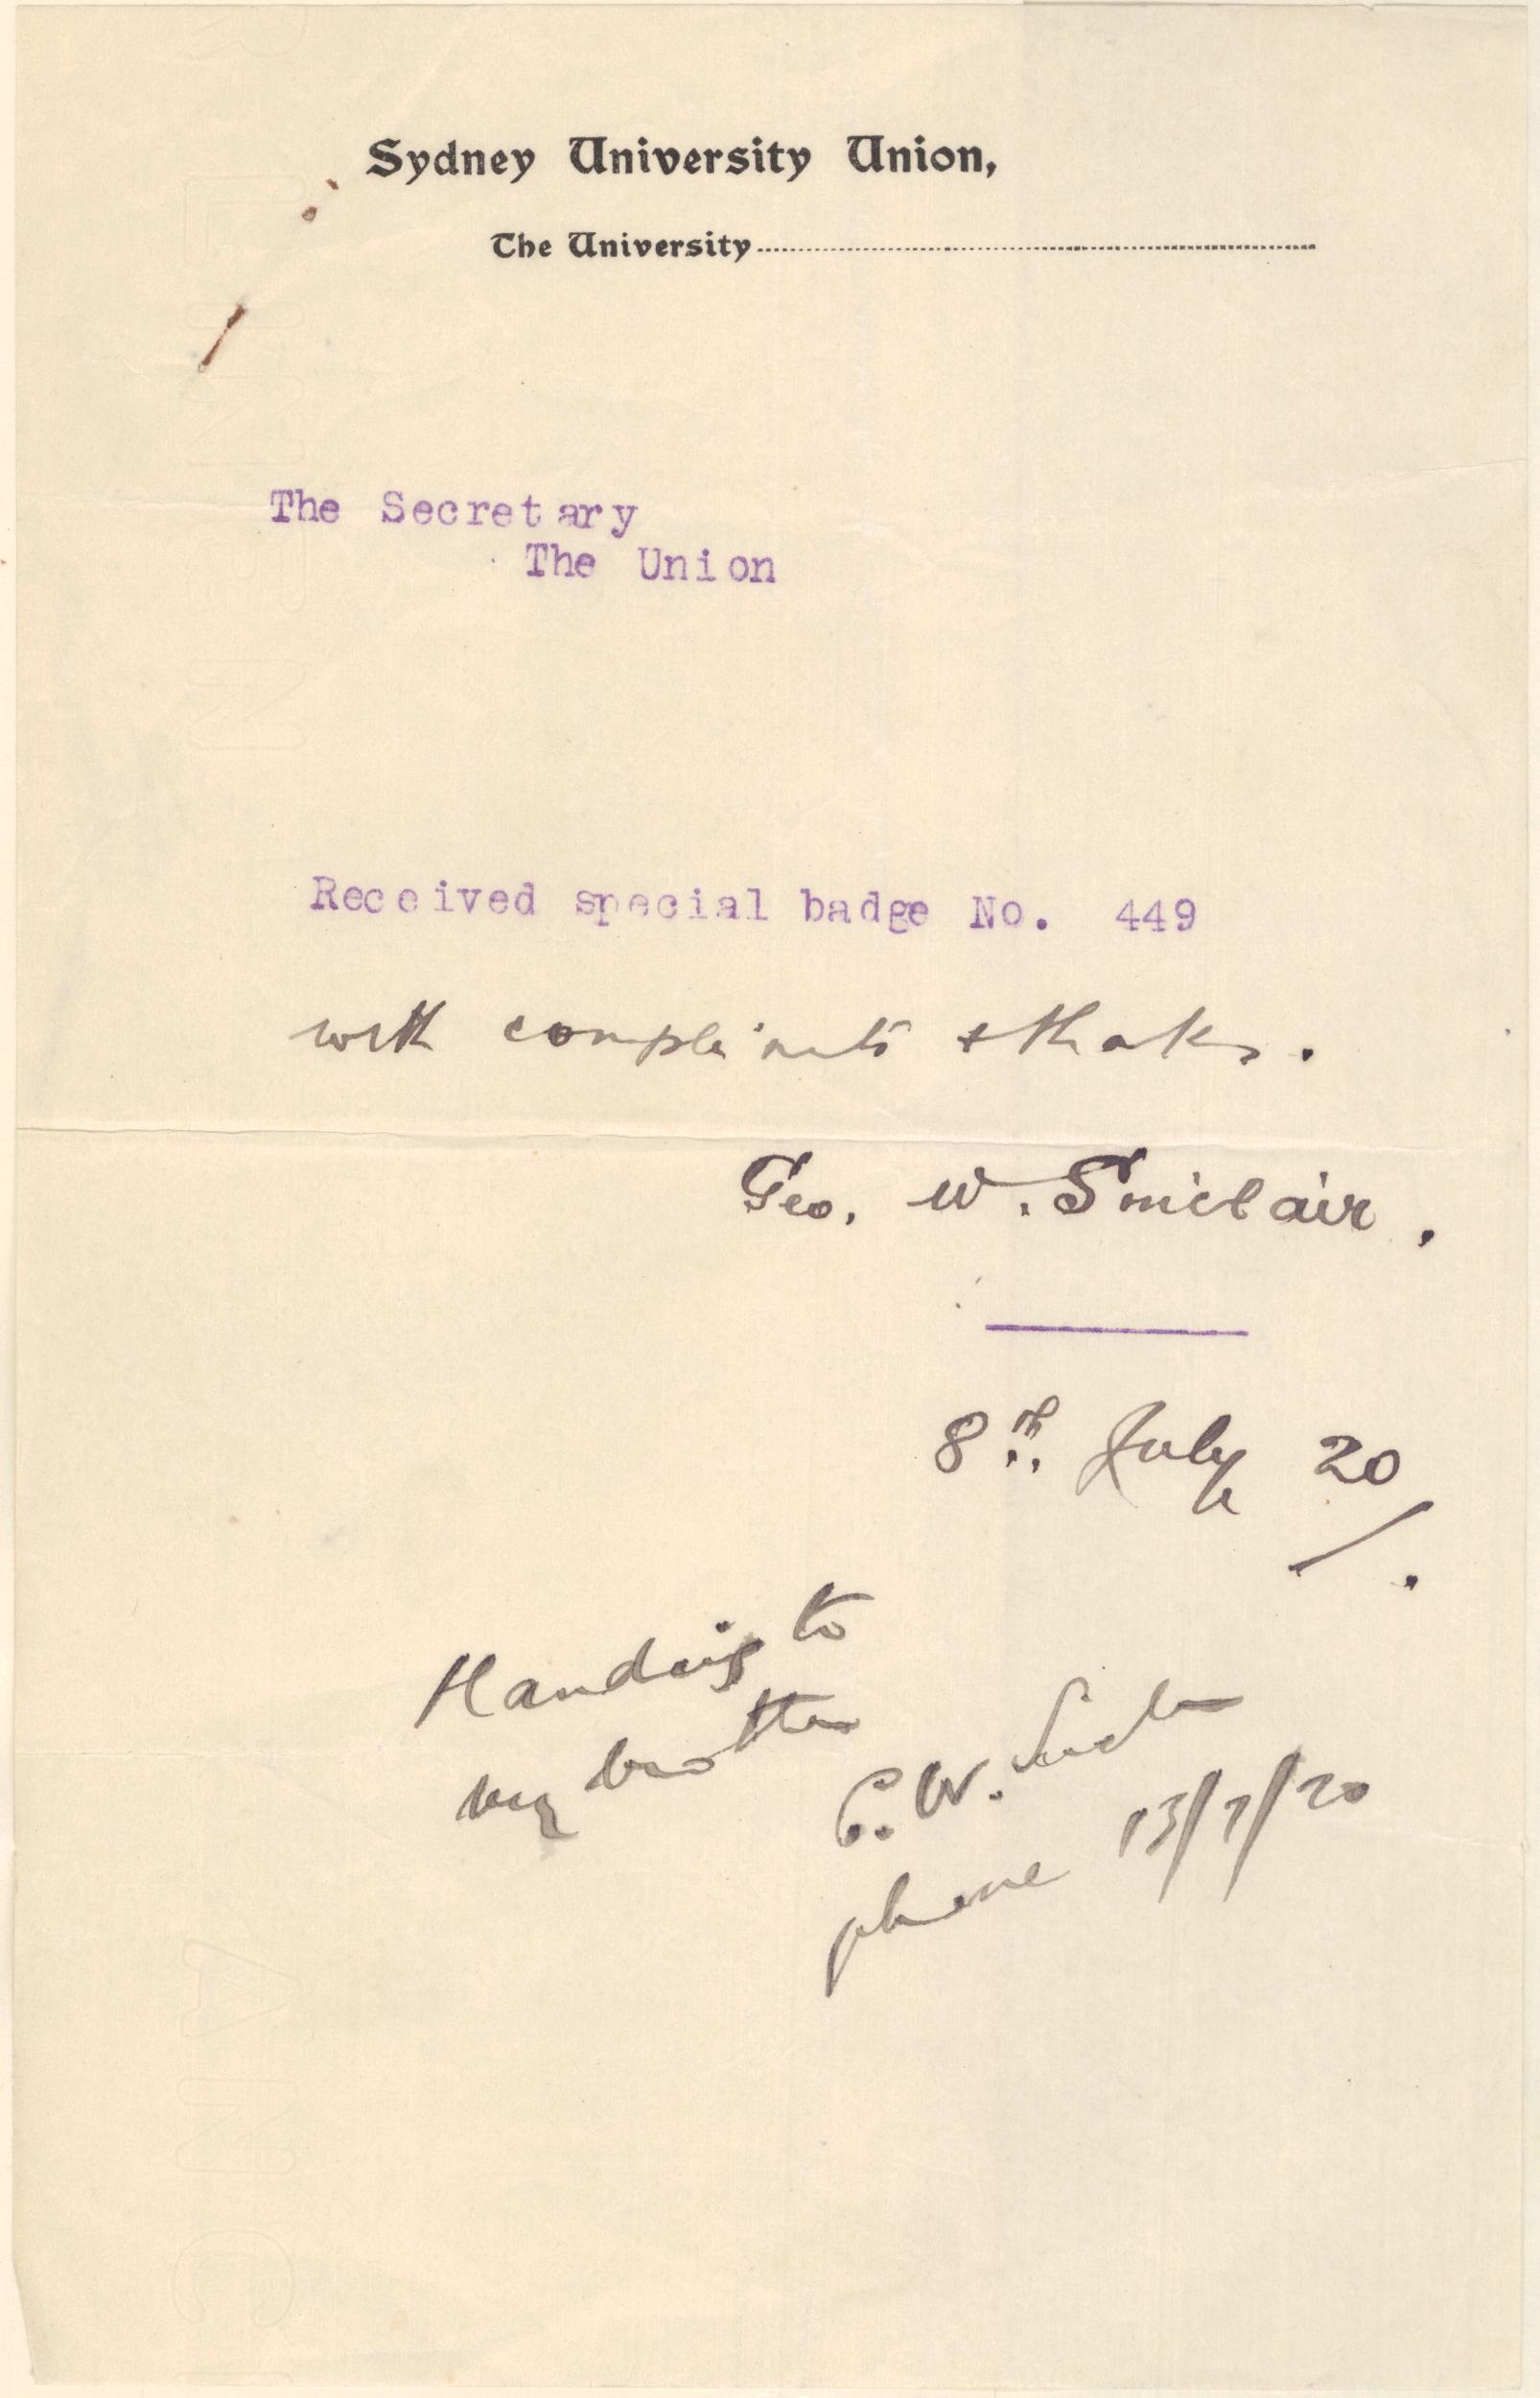 Sydney University Union,
The University
The Secretary
The Union
Received special badge No. 449
with compliments & thanks.
Geo. W. Sinclair.
8th. July 20
Handing to
my brother
W.
phone 13/7/20